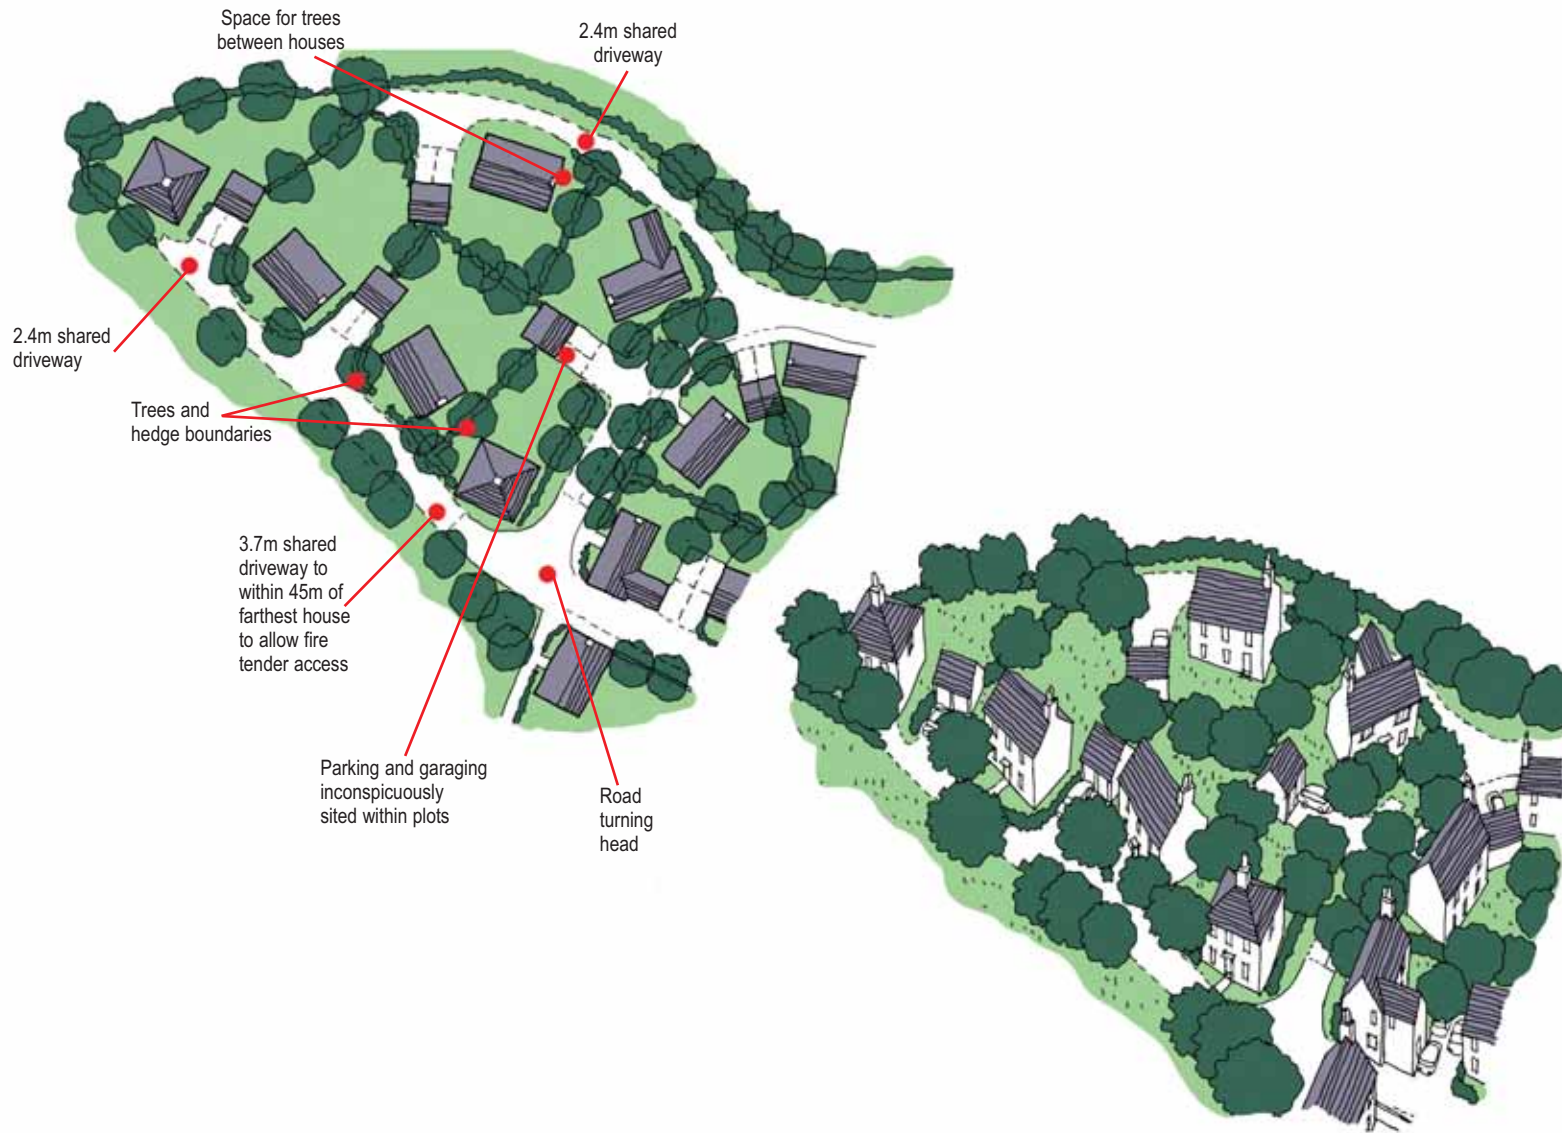 Space for trees
between houses
2.4m shared
driveway
2.4m shared
driveway
Trees and
hedge boundaries
3.7m shared
driveway to
within 45m of
farthest house
to allow fire
tender access
Parking and garaging
inconspicuously
sited within plots
Road
turning
head